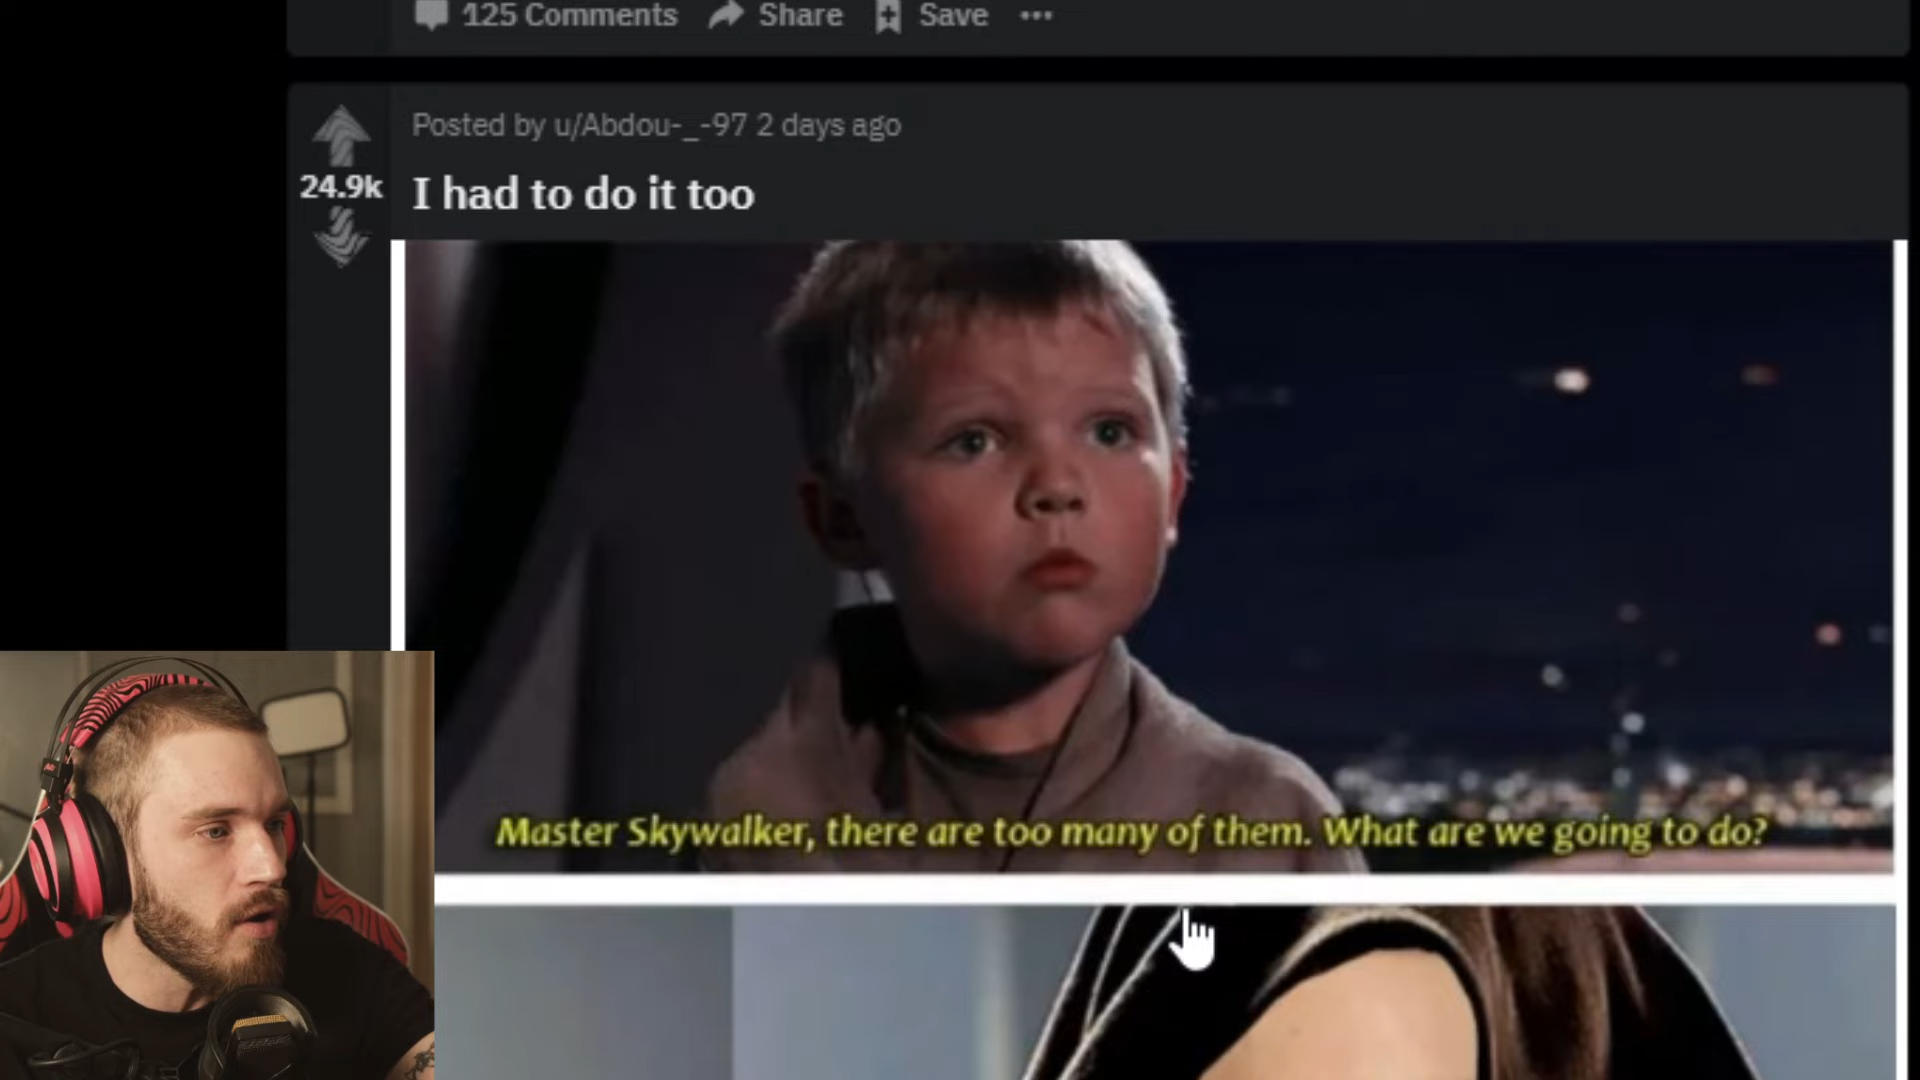 125 Comments Share Save
Posted by u/Abdou-_-97 2 days ago
24.9k
I had to do it too
Master Skywalker, there are too many of them. What are we going to do?